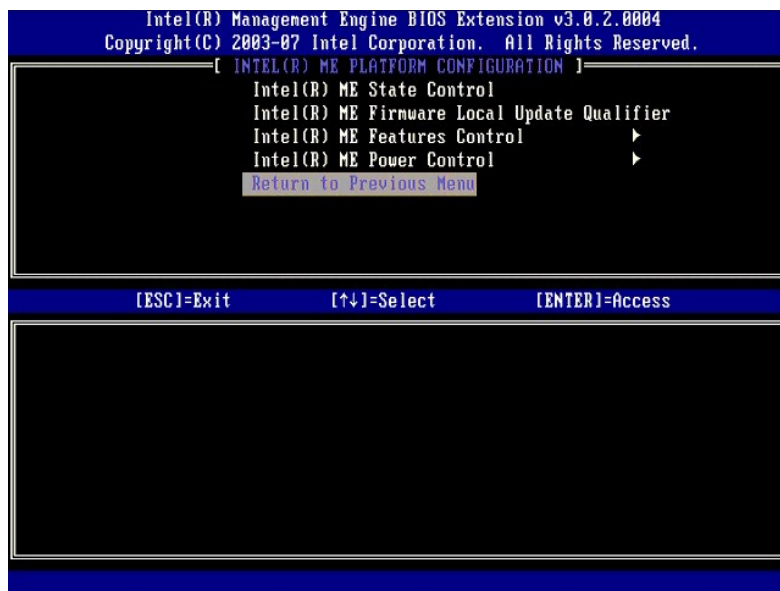 Intel(R) Management Engine BIOS Extension v3.0.2.0004
Copyright(C) 2003-07 Intel Corporation. All Rights Reserved.
[ INTEL(R) ME PLATFORM CONFIGURATION ]
Intel(R) ME State Control
Intel(R) ME Firmware Local Update Qualifier
Intel(R) ME Features Control ►
Intel(R) ME Power Control ►
Return to Previous Menu
[ESC]=Exit [↑↓]=Select [ENTER]=Access